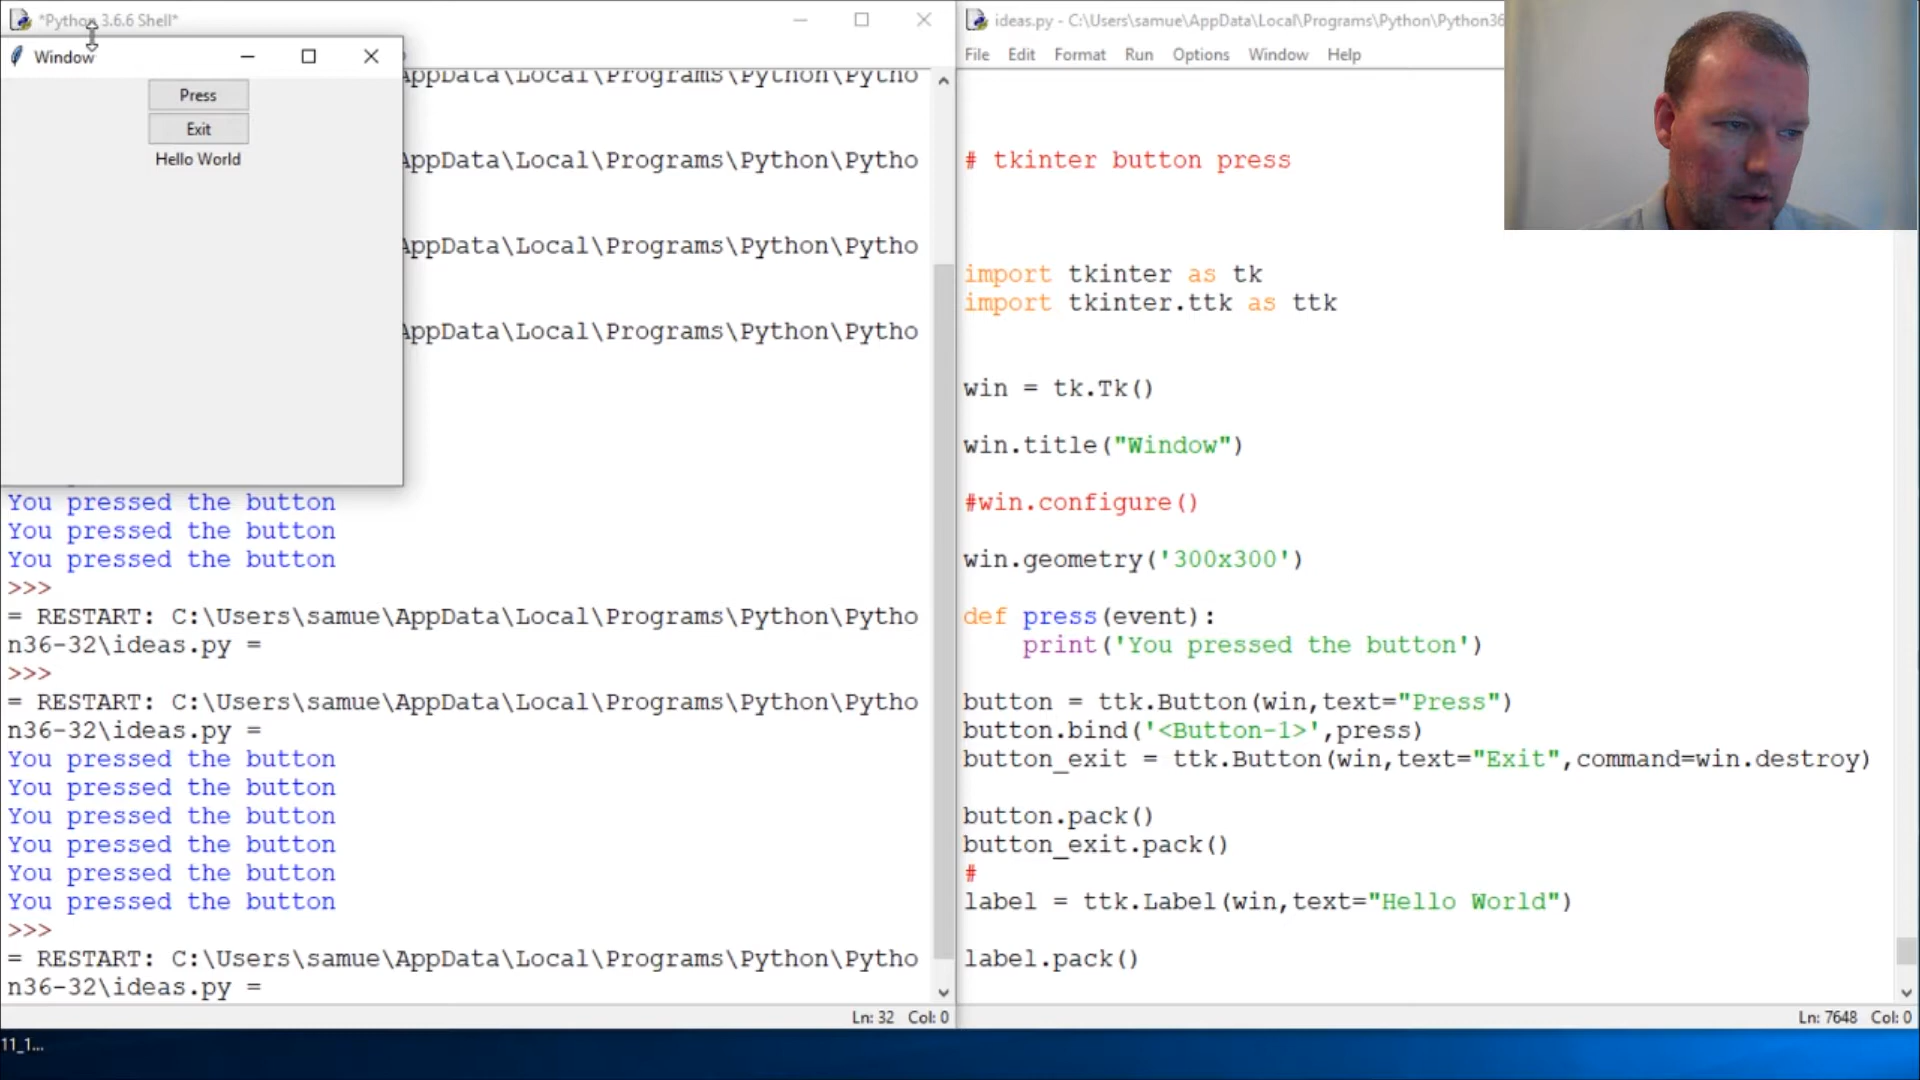 *Python 3.6.6 Shell*
Window
Press
Exit
Hello World
AppData\Local\Programs\Python\Pytho
AppData\Local\Programs\Python\Pytho
AppData\Local\Programs\Python\Pytho
AppData\Local\Programs\Python\Pytho
You pressed the button
You pressed the button
You pressed the button
>>>
= RESTART: C:\Users\samue\AppData\Local\Programs\Python\Pytho
n36-32\ideas.py =
>>>
= RESTART: C:\Users\samue\AppData\Local\Programs\Python\Pytho
n36-32\ideas.py =
You pressed the button
You pressed the button
You pressed the button
You pressed the button
You pressed the button
You pressed the button
>>>
= RESTART: C:\Users\samue\AppData\Local\Programs\Python\Pytho
n36-32\ideas.py =
Ln: 32 Col: 0
ideas.py - C:\Users\samue\AppData\Local\Programs\Python\Python36
File Edit Format Run Options Window Help
# tkinter button press
import tkinter as tk
import tkinter.ttk as ttk
win = tk.Tk()
win.title("Window")
#win.configure()
win.geometry('300x300')
def press(event):
    print('You pressed the button')
button = ttk.Button(win,text="Press")
button.bind('<Button-1>',press)
button_exit = ttk.Button(win,text="Exit",command=win.destroy)
button.pack()
button_exit.pack()
#
label = ttk.Label(win,text="Hello World")
label.pack()
Ln: 7648 Col: 0
11_1...